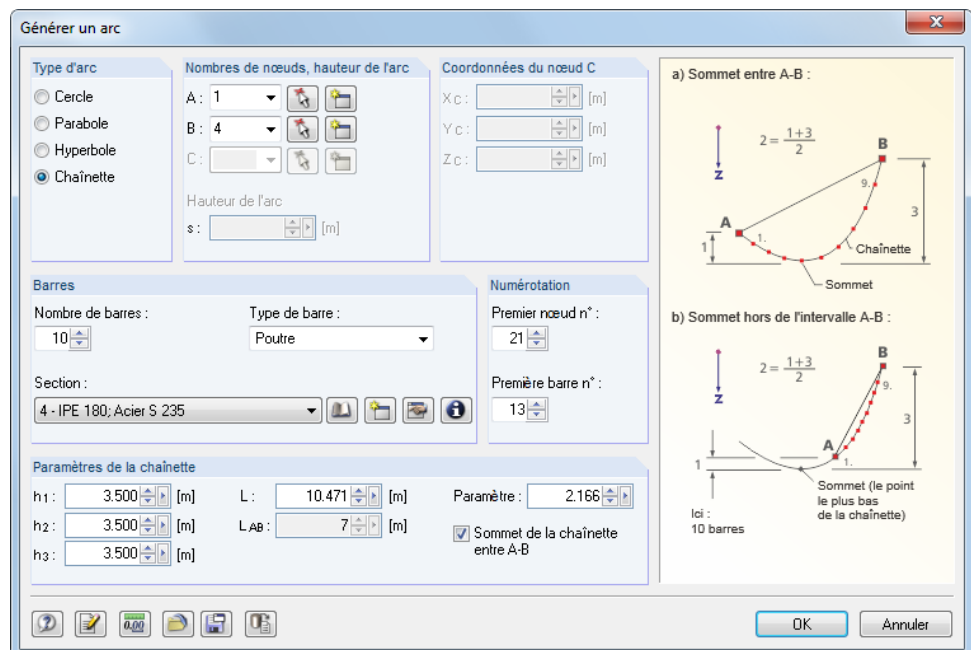 Générer un arc
Type d'arc
Cercle
Parabole
Hyperbole
Chaînette
Nombres de nœuds, hauteur de l'arc
A : 1
B : 4
C :
Hauteur de l'arc
s : [m]
Coordonnées du nœud C
X C : [m]
Y C : [m]
Z C : [m]
Barres
Nombre de barres :
10
Type de barre :
Poutre
Section :
4 - IPE 180; Acier S 235
Numérotation
Premier nœud n° :
21
Première barre n° :
13
Paramètres de la chaînette
h1 : 3.500 [m]
h2 : 3.500 [m]
h3 : 3.500 [m]
L : 10.471 [m]
L AB : 7 [m]
Paramètre : 2.166
Sommet de la chaînette
entre A-B
a) Sommet entre A-B :
2 = 1+3
2
z
B
9.
3
A
1.
1
Chaînette
Sommet
b) Sommet hors de l'intervalle A-B :
2 = 1+3
2
z
B
9.
3
A
1.
1
Sommet (le point
le plus bas
de la chaînette)
Ici :
10 barres
0.00
OK
Annuler